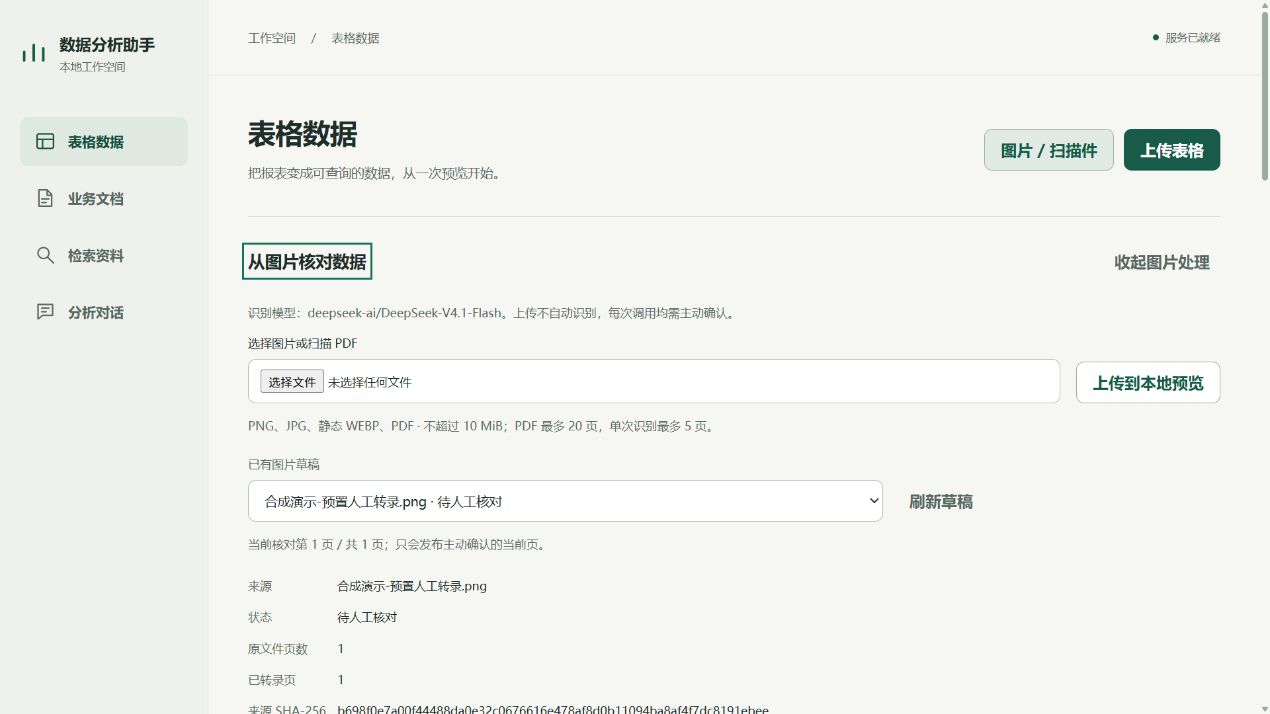 数据分析助手
本地工作空间
表格数据
业务文档
检索资料
分析对话
工作空间 / 表格数据
服务已就绪
表格数据
把报表变成可查询的数据，从一次预览开始。
图片 / 扫描件
上传表格
从图片核对数据
收起图片处理
识别模型：deepseek-ai/DeepSeek-V4.1-Flash。上传不自动识别，每次调用均需主动确认。
选择图片或扫描 PDF
选择文件 未选择任何文件
上传到本地预览
PNG、JPG、静态 WEBP、PDF · 不超过 10 MiB；PDF 最多 20 页，单次识别最多 5 页。
已有图片草稿
合成演示-预置人工转录.png · 待人工核对
刷新草稿
当前核对第 1 页 / 共 1 页；只会发布主动确认的当前页。
来源 合成演示-预置人工转录.png
状态 待人工核对
原文件页数 1
已转录页 1
来源 SHA-256 b698f0e7a00f44488da0e32c0676616e478af8d0b11094ba8af4f7dc8191ebee